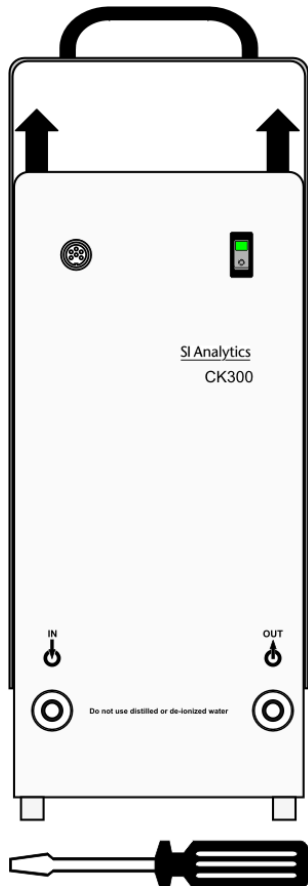 SI Analytics
CK300
IN
OUT
Do not use distilled or de-ionized water